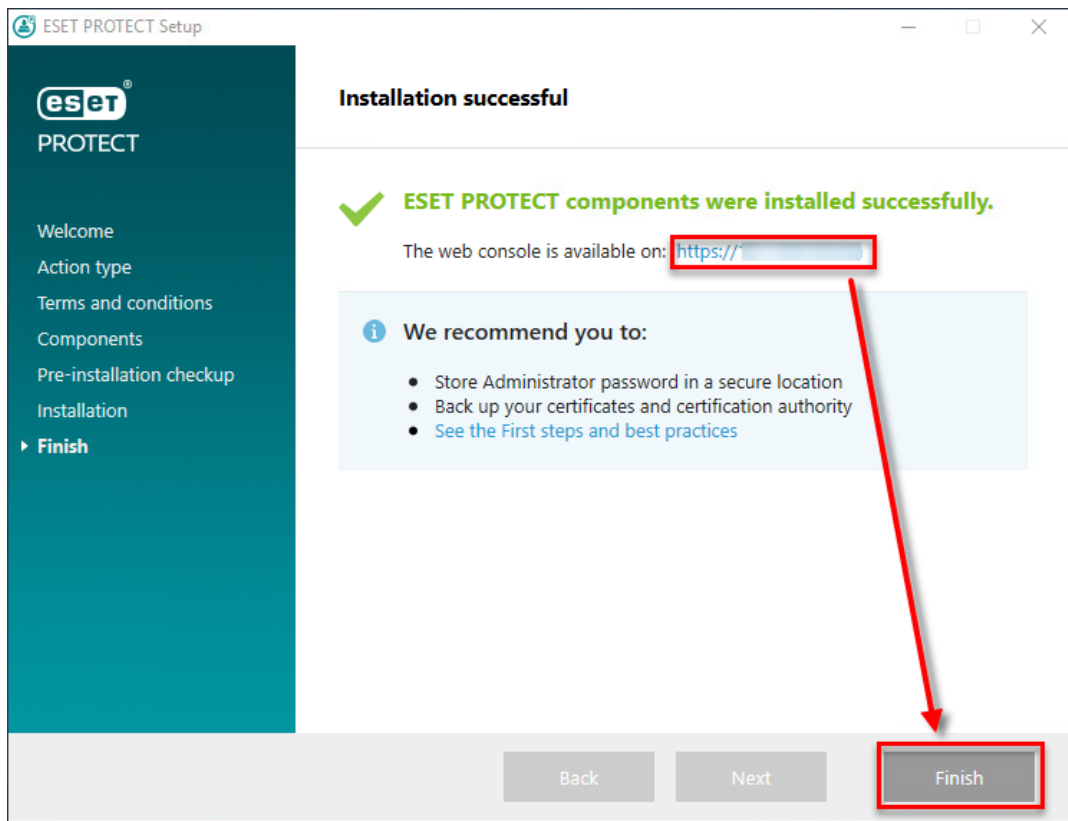 ESET PROTECT Setup
eseT®
PROTECT
Welcome
Action type
Terms and conditions
Components
Pre-installation checkup
Installation
Finish
Installation successful
ESET PROTECT components were installed successfully.
The web console is available on: https://
We recommend you to:
Store Administrator password in a secure location
Back up your certificates and certification authority
See the First steps and best practices
Back
Next
Finish